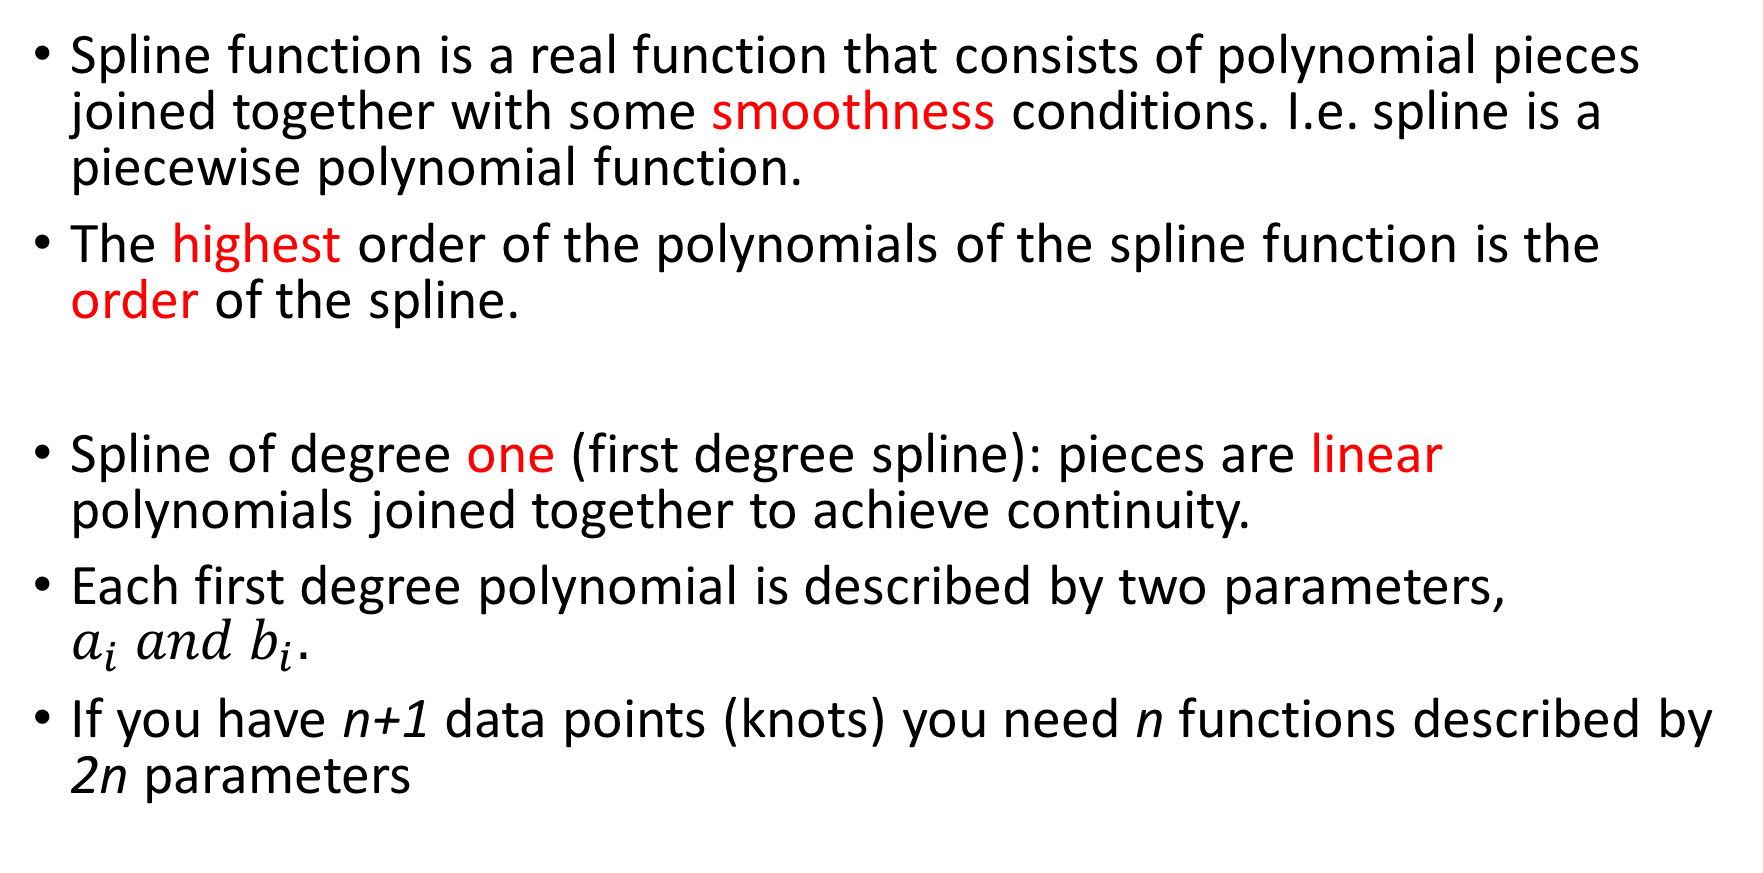 • Spline function is a real function that consists of polynomial pieces
joined together with some smoothness conditions. I.e. spline is a
piecewise polynomial function.
• The highest order of the polynomials of the spline function is the
order of the spline.
• Spline of degree one (first degree spline): pieces are linear
polynomials joined together to achieve continuity.
• Each first degree polynomial is described by two parameters,
aᵢ and bᵢ.
• If you have n+1 data points (knots) you need n functions described by
2n parameters